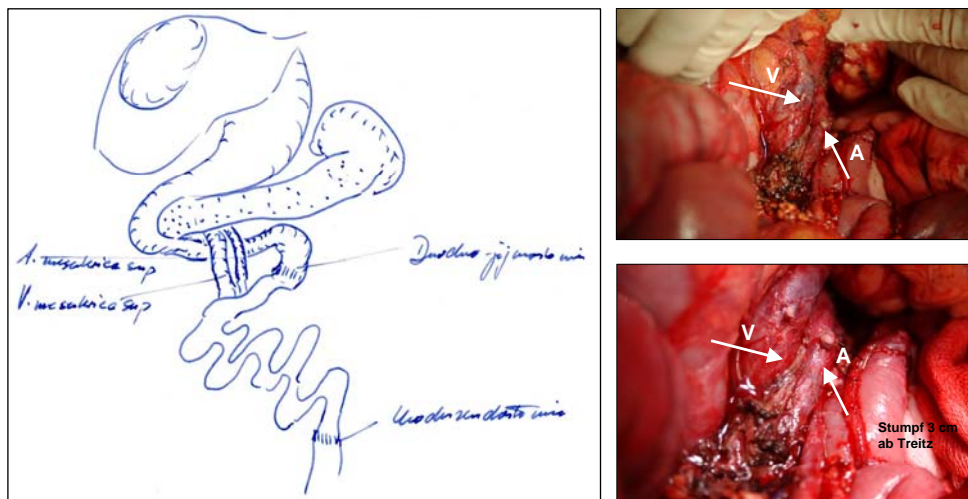 A. mesenterica sup
V. mesenterica sup
Duodeno-jejunostomie
V
A
V
A
Stumpf 3 cm
ab Treitz